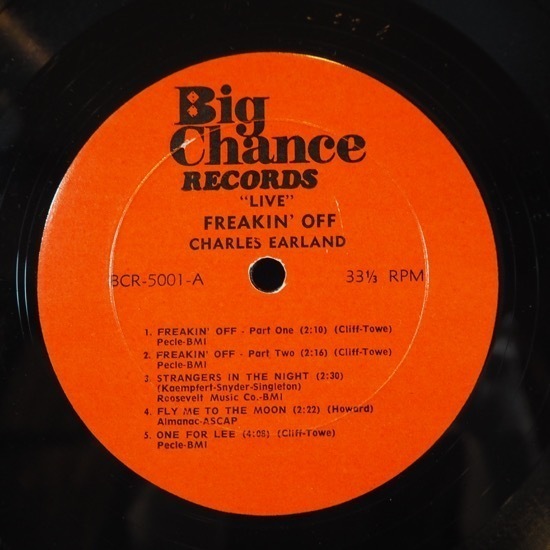 Big
Chance
RECORDS
"LIVE"
FREAKIN' OFF
CHARLES EARLAND
BCR-5001-A 33⅓ RPM
1. FREAKIN' OFF - Part One (2:10) (Cliff-Towe)
Pecle-BMI
2. FREAKIN' OFF - Part Two (2:16) (Cliff-Towe)
Pecle-BMI
3. STRANGERS IN THE NIGHT (2:30)
(Kaempfert-Snyder-Singleton)
Roosevelt Music Co.-BMI
4. FLY ME TO THE MOON (2:22) (Howard)
Almanac-ASCAP
5. ONE FOR LEE (4:08) (Cliff-Towe)
Pecle-BMI